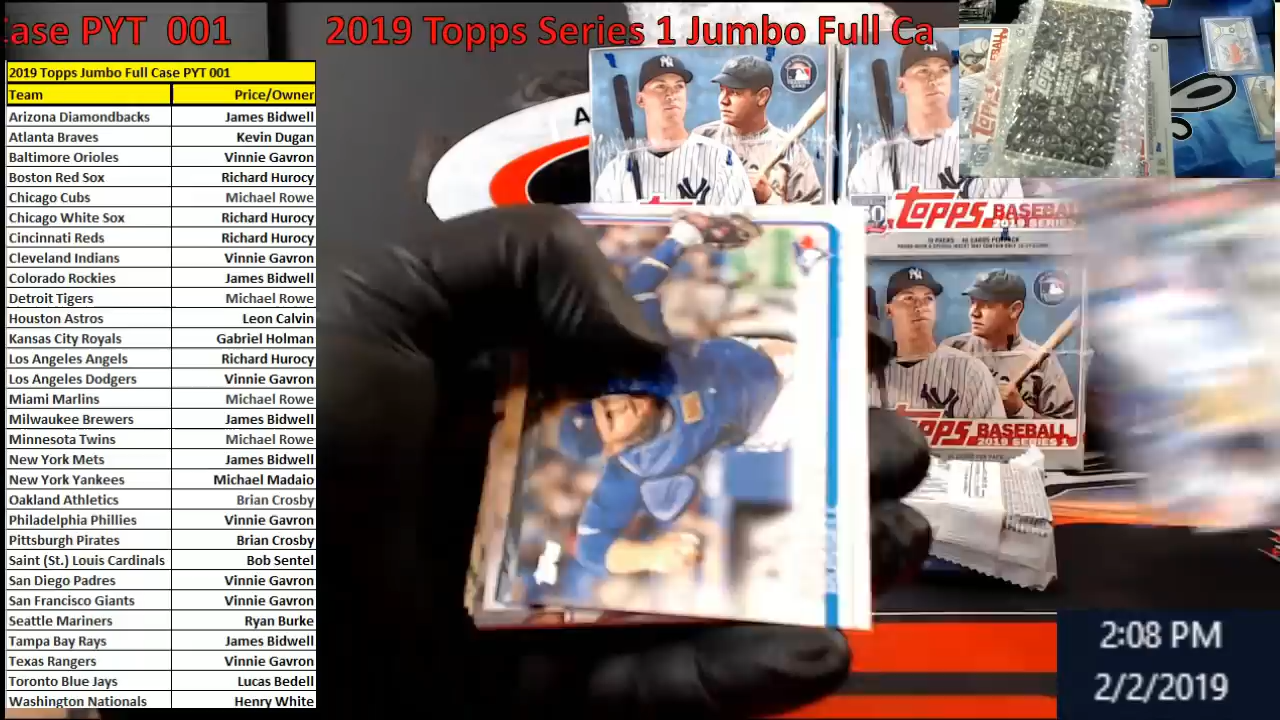 ase PYT 001 2019 Topps Series 1 Jumbo Full Ca
2019 Topps Jumbo Full Case PYT 001
Team Price/Owner
Arizona Diamondbacks James Bidwell
Atlanta Braves Kevin Dugan
Baltimore Orioles Vinnie Gavron
Boston Red Sox Richard Hurocy
Chicago Cubs Michael Rowe
Chicago White Sox Richard Hurocy
Cincinnati Reds Richard Hurocy
Cleveland Indians Vinnie Gavron
Colorado Rockies James Bidwell
Detroit Tigers Michael Rowe
Houston Astros Leon Calvin
Kansas City Royals Gabriel Holman
Los Angeles Angels Richard Hurocy
Los Angeles Dodgers Vinnie Gavron
Miami Marlins Michael Rowe
Milwaukee Brewers James Bidwell
Minnesota Twins Michael Rowe
New York Mets James Bidwell
New York Yankees Michael Madaio
Oakland Athletics Brian Crosby
Philadelphia Phillies Vinnie Gavron
Pittsburgh Pirates Brian Crosby
Saint (St.) Louis Cardinals Bob Sentel
San Diego Padres Vinnie Gavron
San Francisco Giants Vinnie Gavron
Seattle Mariners Ryan Burke
Tampa Bay Rays James Bidwell
Texas Rangers Vinnie Gavron
Toronto Blue Jays Lucas Bedell
Washington Nationals Henry White
A
TOPPS BASEBALL
2019 SERIES
OPPS BASEBALL
2019 SERIES 1
2:08 PM
2/2/2019